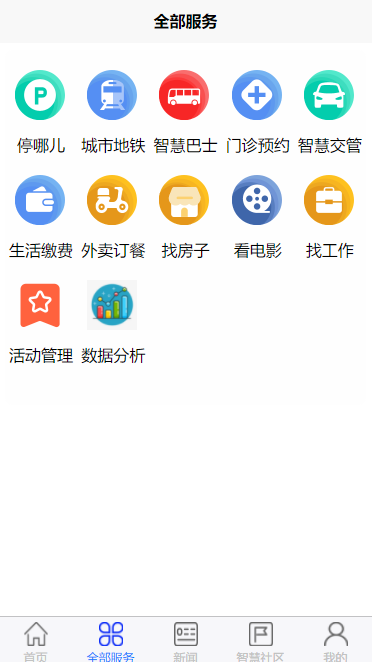 全部服务
停哪儿 城市地铁 智慧巴士 门诊预约 智慧交管
生活缴费 外卖订餐 找房子 看电影 找工作
活动管理 数据分析
首页 全部服务 新闻 智慧社区 我的